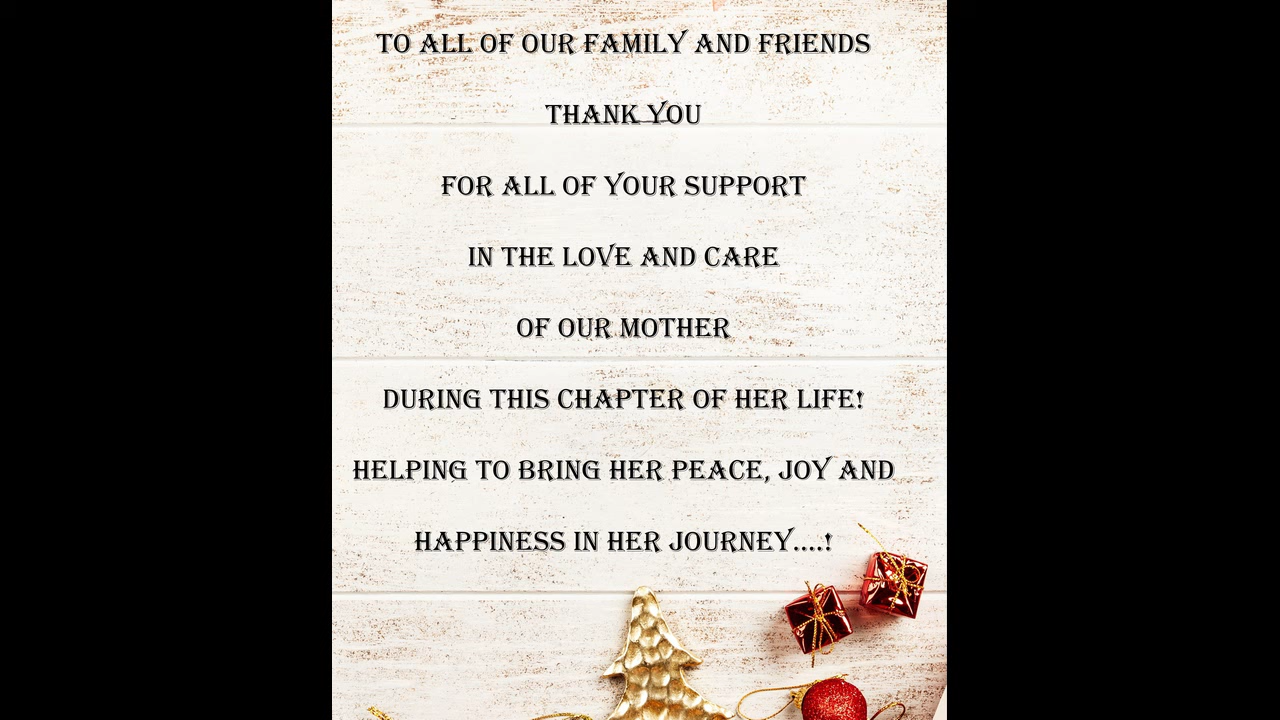 TO ALL OF OUR FAMILY AND FRIENDS
THANK YOU
FOR ALL OF YOUR SUPPORT
IN THE LOVE AND CARE
OF OUR MOTHER
DURING THIS CHAPTER OF HER LIFE!
HELPING TO BRING HER PEACE, JOY AND
HAPPINESS IN HER JOURNEY....!